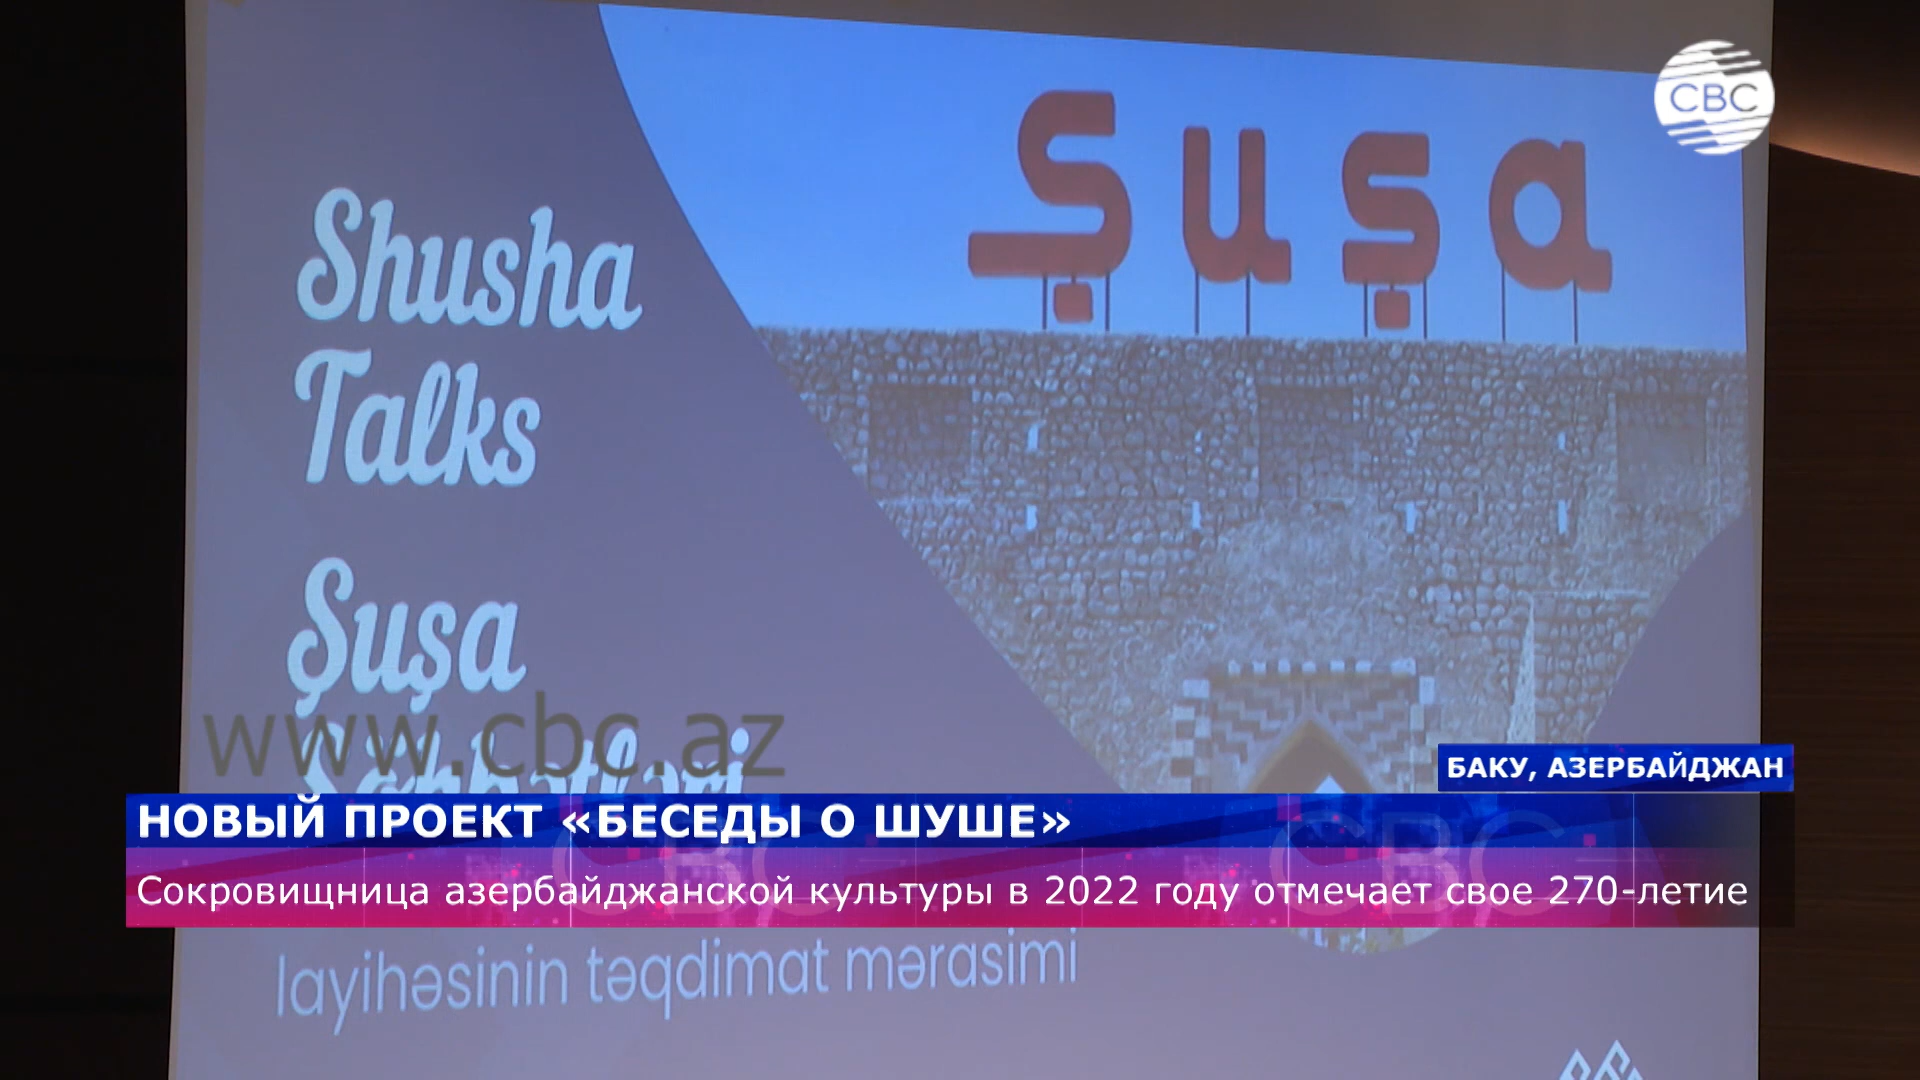 CBC
Şuşa
Shusha
Talks
Şuşa
Söhbətləri
www.cbc.az
БАКУ, АЗЕРБАЙДЖАН
НОВЫЙ ПРОЕКТ «БЕСЕДЫ О ШУШЕ»
Сокровищница азербайджанской культуры в 2022 году отмечает свое 270-летие
layihəsinin təqdimat mərasimi